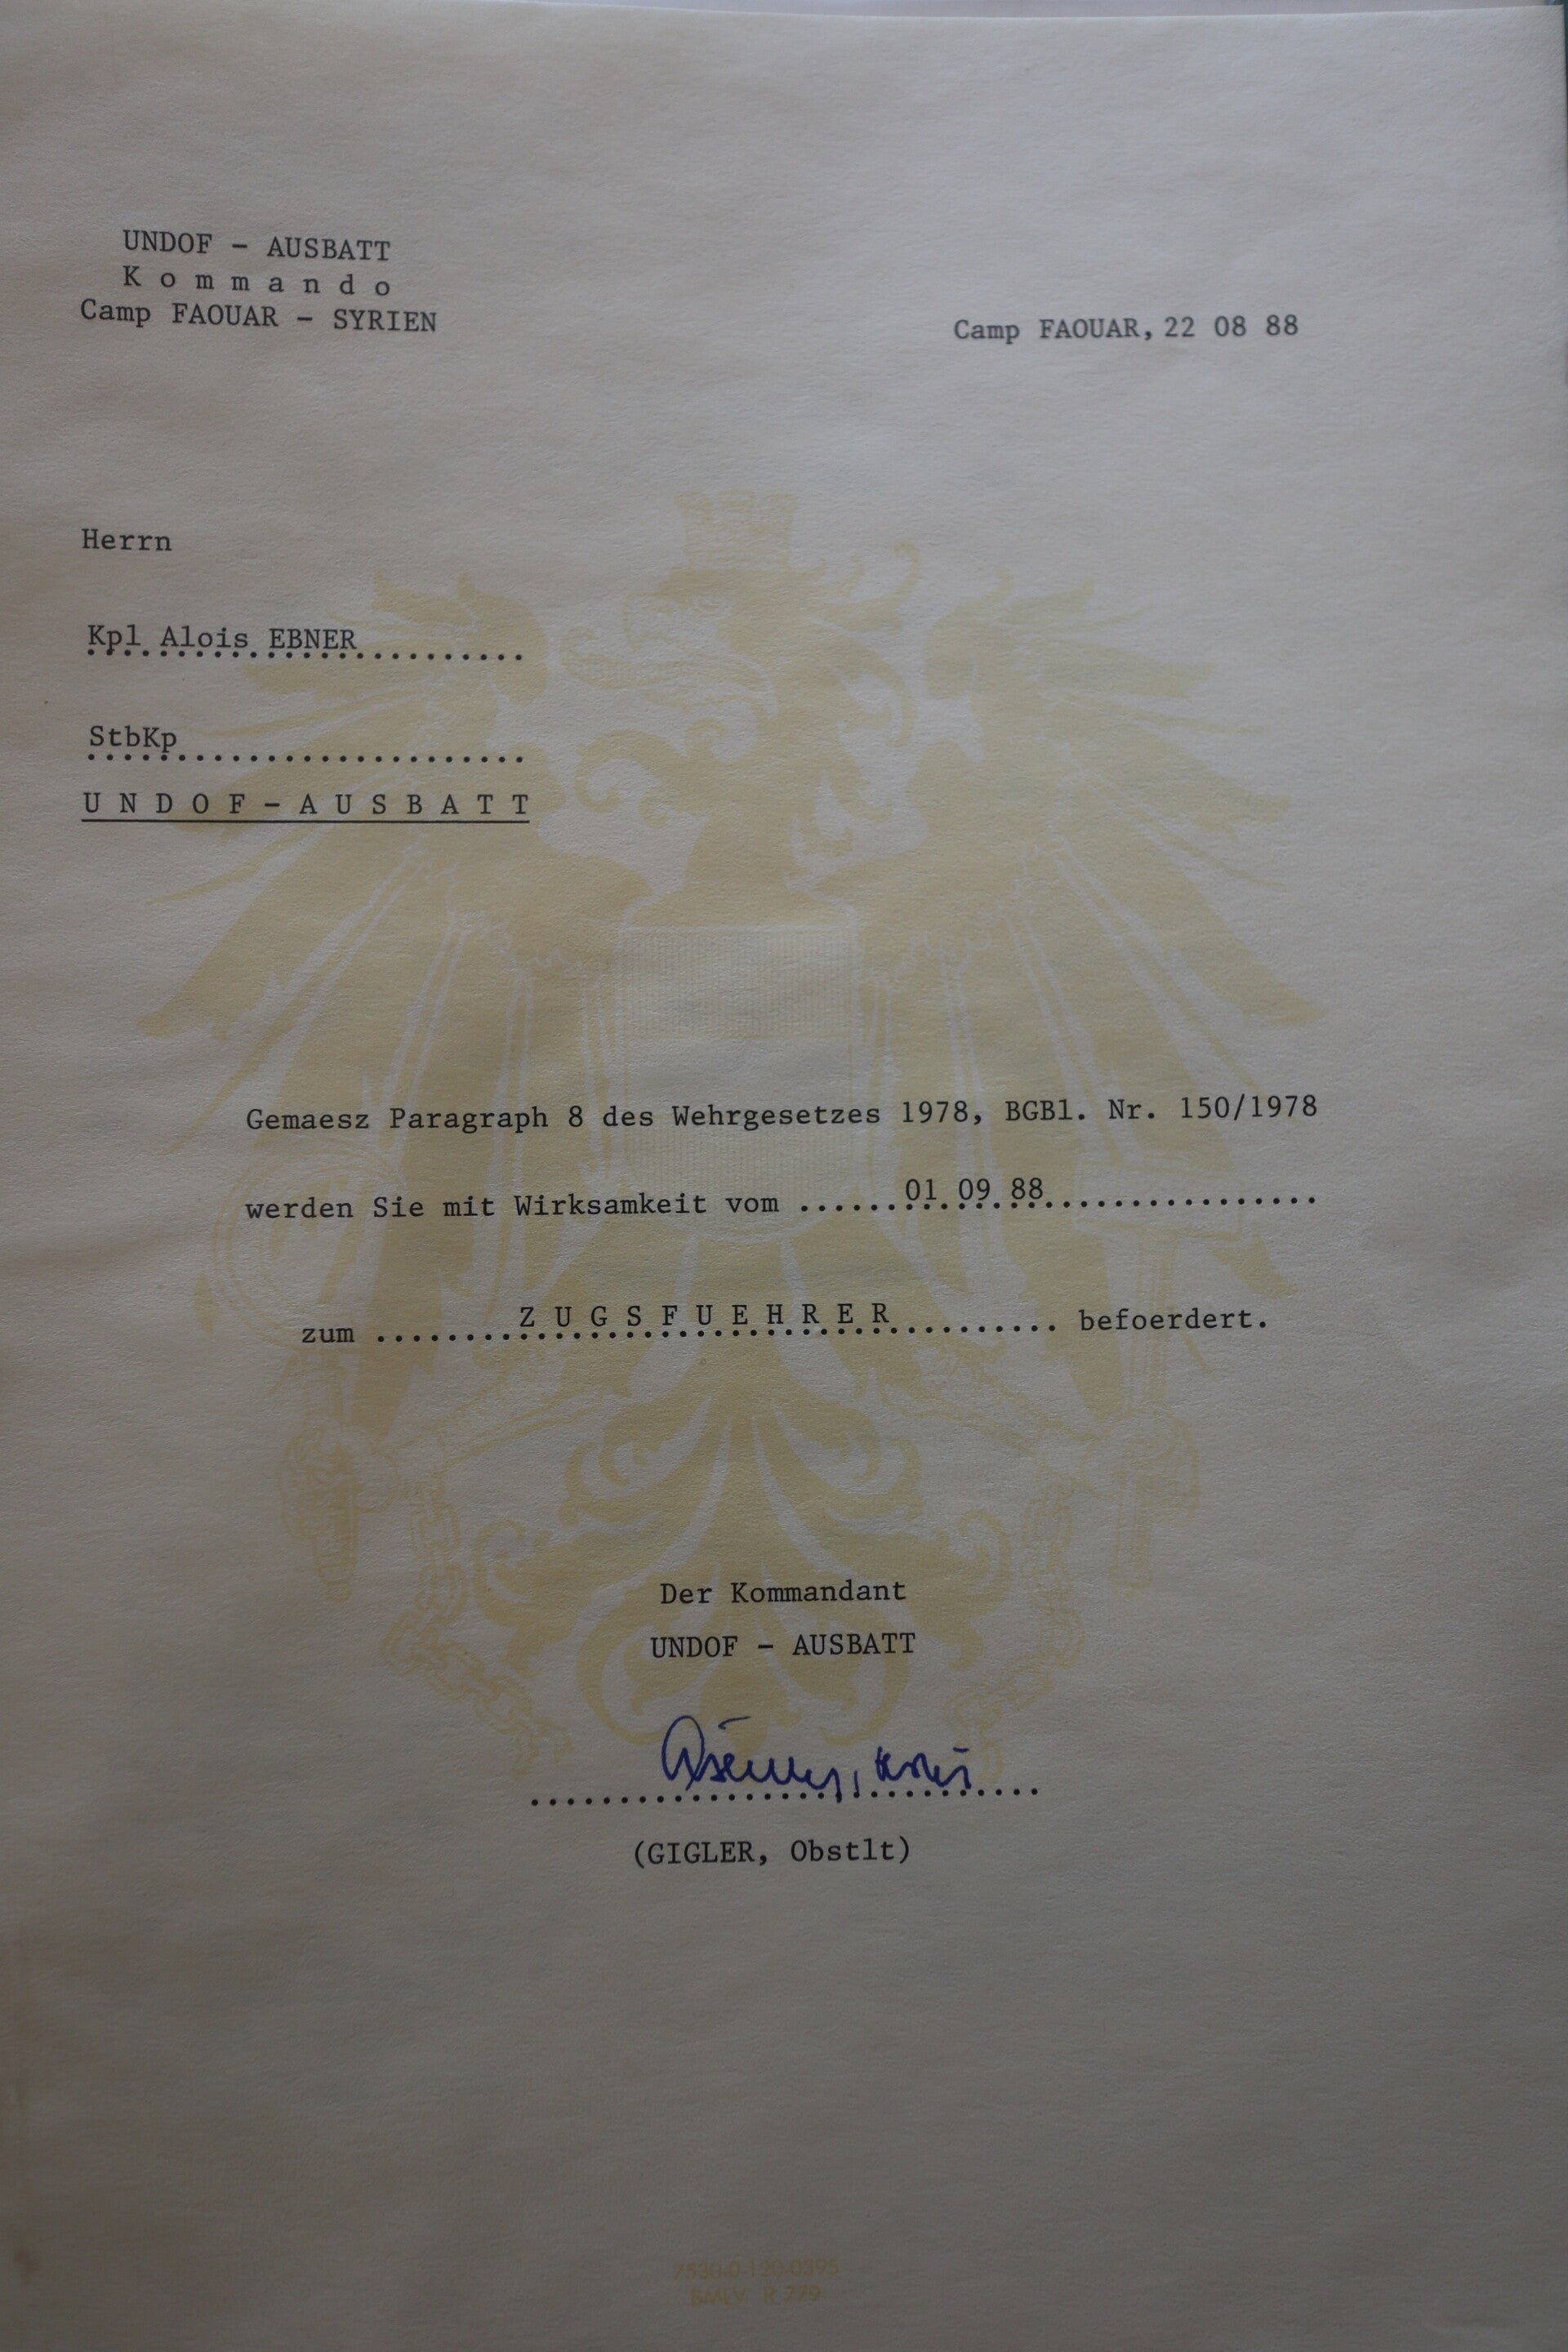 UNDOF - AUSBATT
K o m m a n d o
Camp FAOUAR - SYRIEN
Camp FAOUAR, 22 08 88
Herrn
Kpl Alois EBNER
StbKp
U N D O F - A U S B A T T
Gemaesz Paragraph 8 des Wehrgesetzes 1978, BGBl. Nr. 150/1978
werden Sie mit Wirksamkeit vom ......01 09 88................
zum ........Z U G S F U E H R E R.......... befoerdert.
Der Kommandant
UNDOF - AUSBATT
(GIGLER, Obstlt)
BMLV R 779